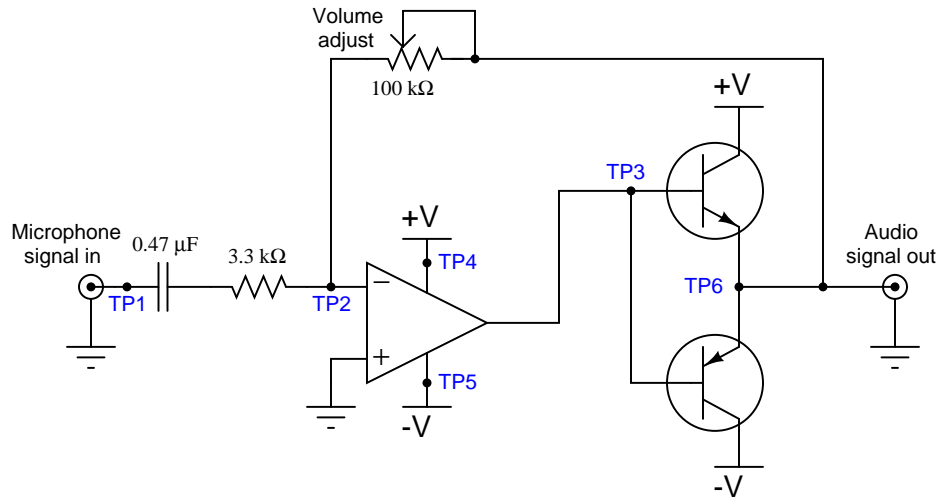 Volume
adjust
100 kΩ
+V
TP3
Microphone
signal in
0.47 μF
3.3 kΩ
+V
TP4
Audio
signal out
TP1
TP2
−
TP6
+
TP5
-V
-V